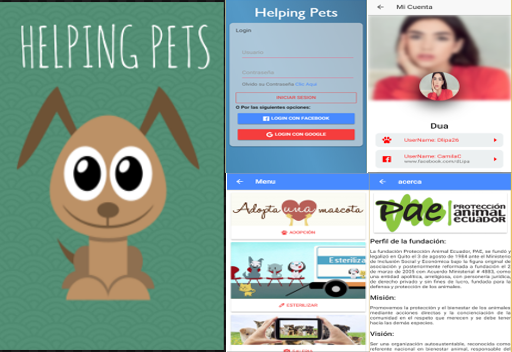 HELPING PETS
Helping Pets
Login
Usuario
Contraseña
Olvido su Contraseña Clic Aquí
INICIAR SESION
O Por las siguientes opciones:
LOGIN CON FACEBOOK
LOGIN CON GOOGLE
Mi Cuenta
Dua
UserName: Dlipa26
UserName: CamilaC
www.facebook.com/dLipa
Menu
Adopta una mascota
ADOPCIÓN
Esteriliz
ESTERILIZAR
GALERIA
acerca
Pae PROTECCIÓN
ANIMAL
ECUADOR
Perfil de la fundación:
La fundación Protección Animal Ecuador, PAE, se fundó y
legalizó en Quito el 3 de agosto de 1984 ante el Ministerio
de Inclusión Social y Económica bajo la figura original de
asociación y posteriormente reformada a fundación el 2
de marzo de 2005 con Acuerdo Ministerial # 4883, como
una entidad apolítica, arreligiosa, con personería jurídica,
de derecho privado y sin fines de lucro, fundada para la
defensa y protección de los animales.
Misión:
Promovemos la protección y el bienestar de los animales
mediante acciones directas y la concienciación de la
comunidad en el respeto que merecen y se debe tener
hacia las demás especies.
Visión:
Ser una organización autosustentable, reconocida como
referente nacional en bienestar animal, responsable del